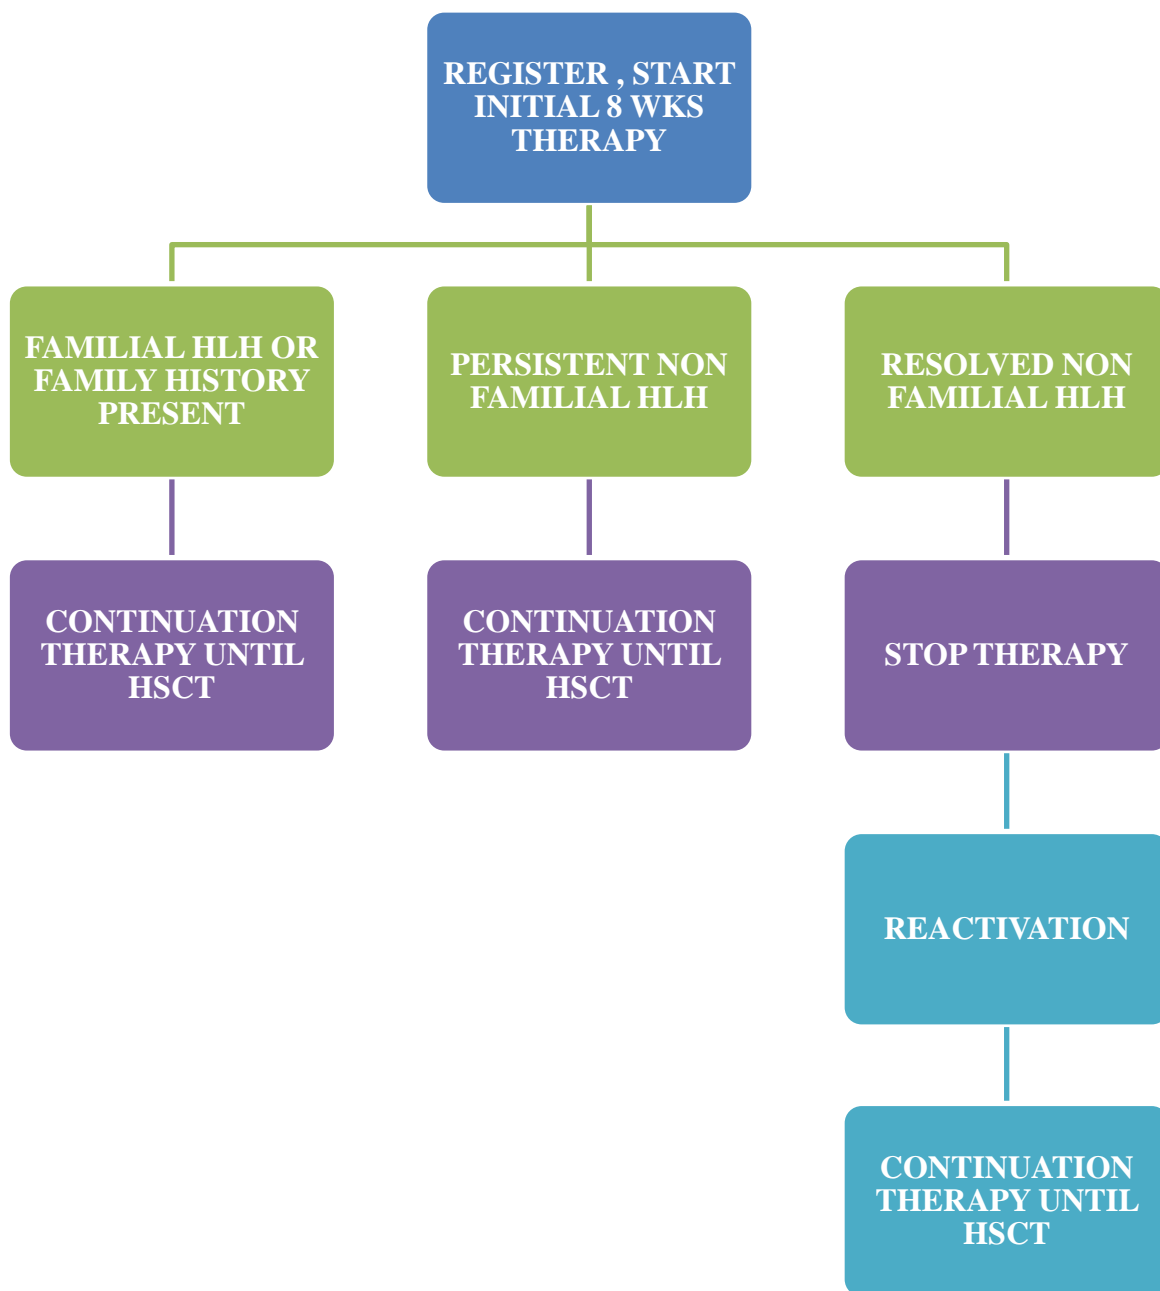 REGISTER , START
INITIAL 8 WKS
THERAPY
FAMILIAL HLH OR
FAMILY HISTORY
PRESENT
PERSISTENT NON
FAMILIAL HLH
RESOLVED NON
FAMILIAL HLH
CONTINUATION
THERAPY UNTIL
HSCT
CONTINUATION
THERAPY UNTIL
HSCT
STOP THERAPY
REACTIVATION
CONTINUATION
THERAPY UNTIL
HSCT